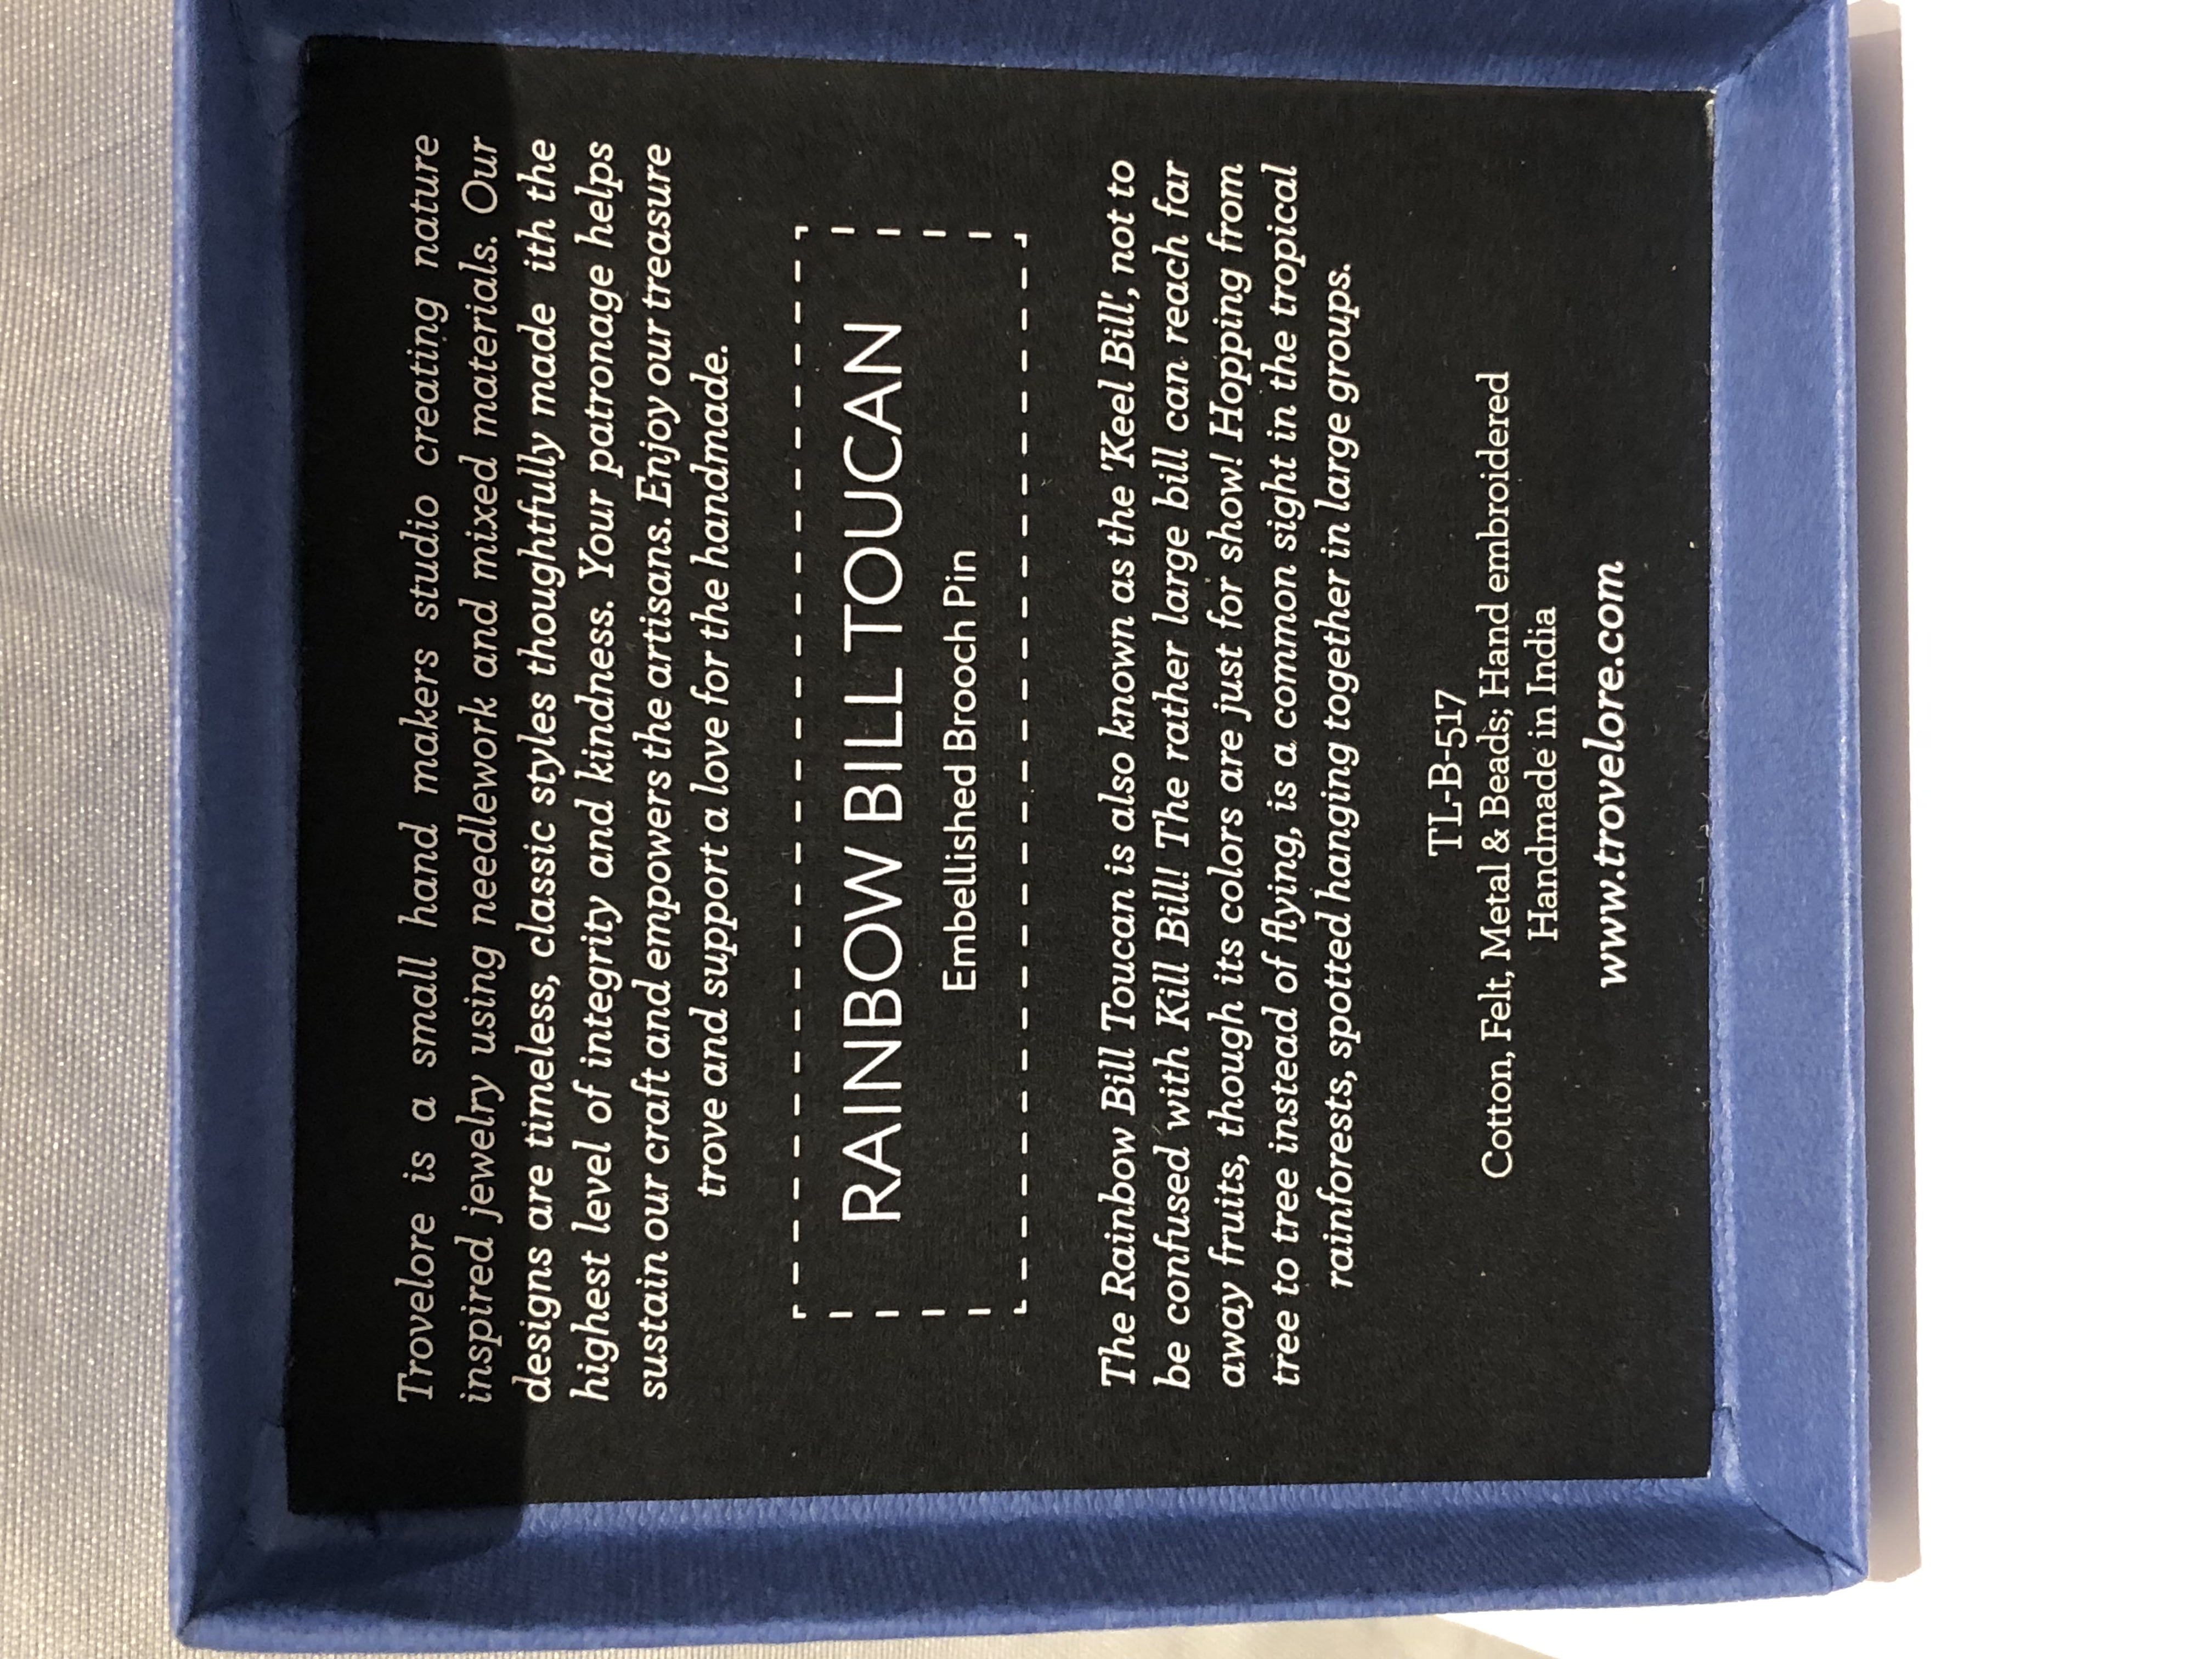 Trovelore is a small hand makers studio creating nature
inspired jewelry using needlework and mixed materials. Our
designs are timeless, classic styles thoughtfully made ith the
highest level of integrity and kindness. Your patronage helps
sustain our craft and empowers the artisans. Enjoy our treasure
trove and support a love for the handmade.
RAINBOW BILL TOUCAN
Embellished Brooch Pin
The Rainbow Bill Toucan is also known as the 'Keel Bill', not to
be confused with Kill Bill! The rather large bill can reach far
away fruits, though its colors are just for show! Hopping from
tree to tree instead of flying, is a common sight in the tropical
rainforests, spotted hanging together in large groups.
TL-B-517
Cotton, Felt, Metal & Beads; Hand embroidered
Handmade in India
www.trovelore.com